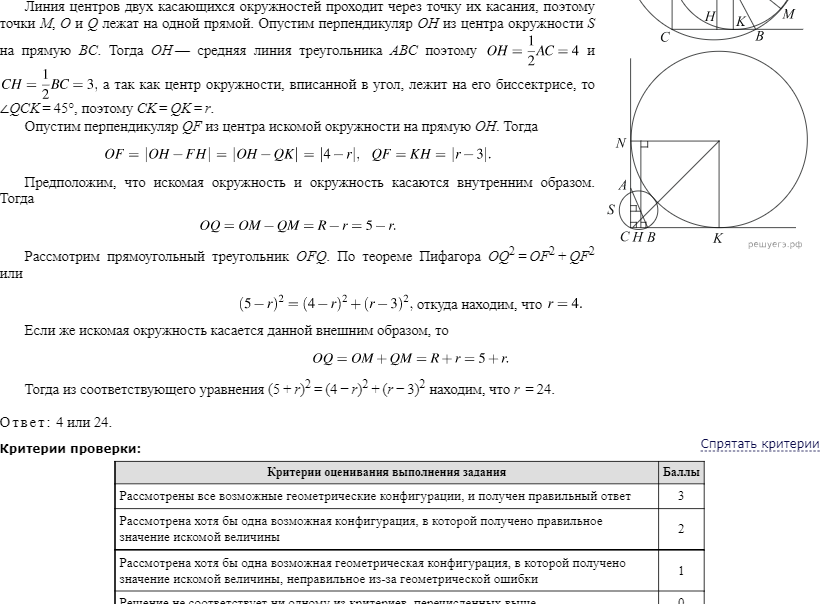 Линия центров двух касающихся окружностей проходит через точку их касания, поэтому
точки M, O и Q лежат на одной прямой. Опустим перпендикуляр OH из центра окружности S
на прямую BC. Тогда OH — средняя линия треугольника ABC поэтому OH = 1/2 AC = 4 и
CH = 1/2 BC = 3, а так как центр окружности, вписанной в угол, лежит на его биссектрисе, то
∠QCK = 45°, поэтому CK = QK = r.
Опустим перпендикуляр QF из центра искомой окружности на прямую OH. Тогда
OF = |OH − FH| = |OH − QK| = |4 − r|, QF = KH = |r − 3|.
Предположим, что искомая окружность и окружность касаются внутренним образом.
Тогда
OQ = OM − QM = R − r = 5 − r.
Рассмотрим прямоугольный треугольник OFQ. По теореме Пифагора OQ² = OF² + QF²
или
(5 − r)² = (4 − r)² + (r − 3)², откуда находим, что r = 4.
Если же искомая окружность касается данной внешним образом, то
OQ = OM + QM = R + r = 5 + r.
Тогда из соответствующего уравнения (5 + r)² = (4 − r)² + (r − 3)² находим, что r = 24.
Ответ: 4 или 24.
H K M
C B
N
A
S
C H B K
решуегэ.рф
Критерии проверки:
Спрятать критерии
Критерии оценивания выполнения задания Баллы
Рассмотрены все возможные геометрические конфигурации, и получен правильный ответ 3
Рассмотрена хотя бы одна возможная конфигурация, в которой получено правильное
значение искомой величины 2
Рассмотрена хотя бы одна возможная геометрическая конфигурация, в которой получено
значение искомой величины, неправильное из-за геометрической ошибки 1
Решение не соответствует ни одному из критериев, перечисленных выше 0